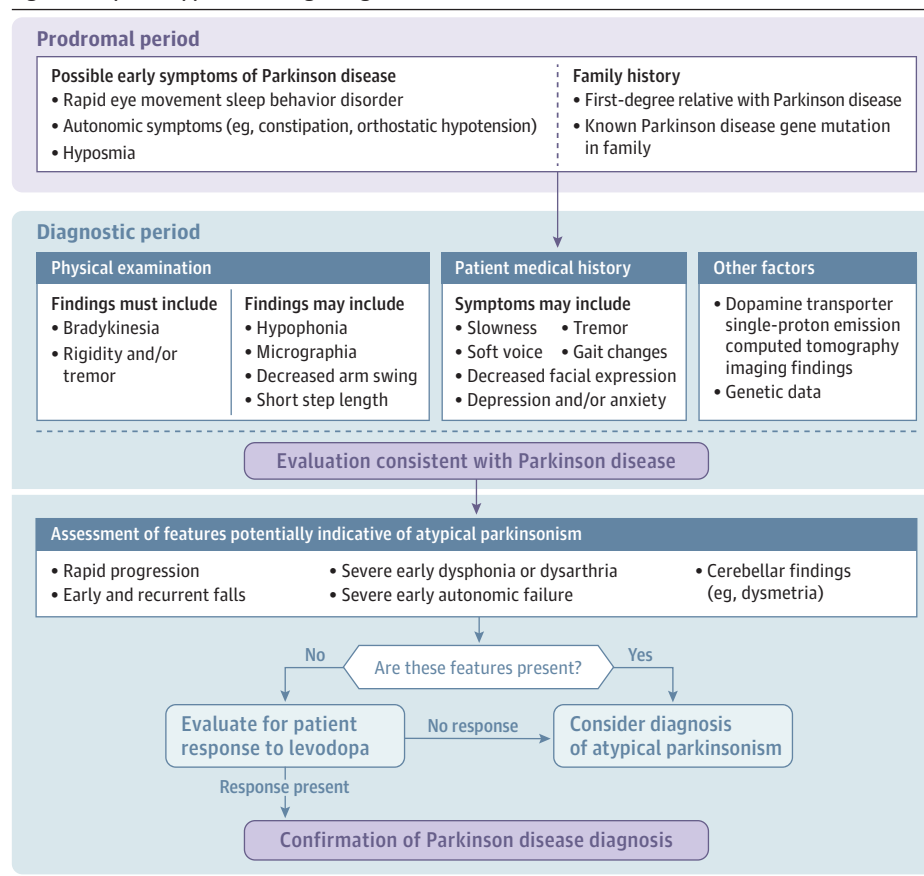 Prodromal period
Possible early symptoms of Parkinson disease
• Rapid eye movement sleep behavior disorder
• Autonomic symptoms (eg, constipation, orthostatic hypotension)
• Hyposmia
Family history
• First-degree relative with Parkinson disease
• Known Parkinson disease gene mutation
in family
Diagnostic period
Physical examination
Findings must include
• Bradykinesia
• Rigidity and/or
tremor
Findings may include
• Hypophonia
• Micrographia
• Decreased arm swing
• Short step length
Patient medical history
Symptoms may include
• Slowness • Tremor
• Soft voice • Gait changes
• Decreased facial expression
• Depression and/or anxiety
Other factors
• Dopamine transporter
single-proton emission
computed tomography
imaging findings
• Genetic data
Evaluation consistent with Parkinson disease
Assessment of features potentially indicative of atypical parkinsonism
• Rapid progression
• Early and recurrent falls
• Severe early dysphonia or dysarthria
• Severe early autonomic failure
• Cerebellar findings
(eg, dysmetria)
Are these features present?
No
Yes
Evaluate for patient
response to levodopa
No response
Consider diagnosis
of atypical parkinsonism
Response present
Confirmation of Parkinson disease diagnosis